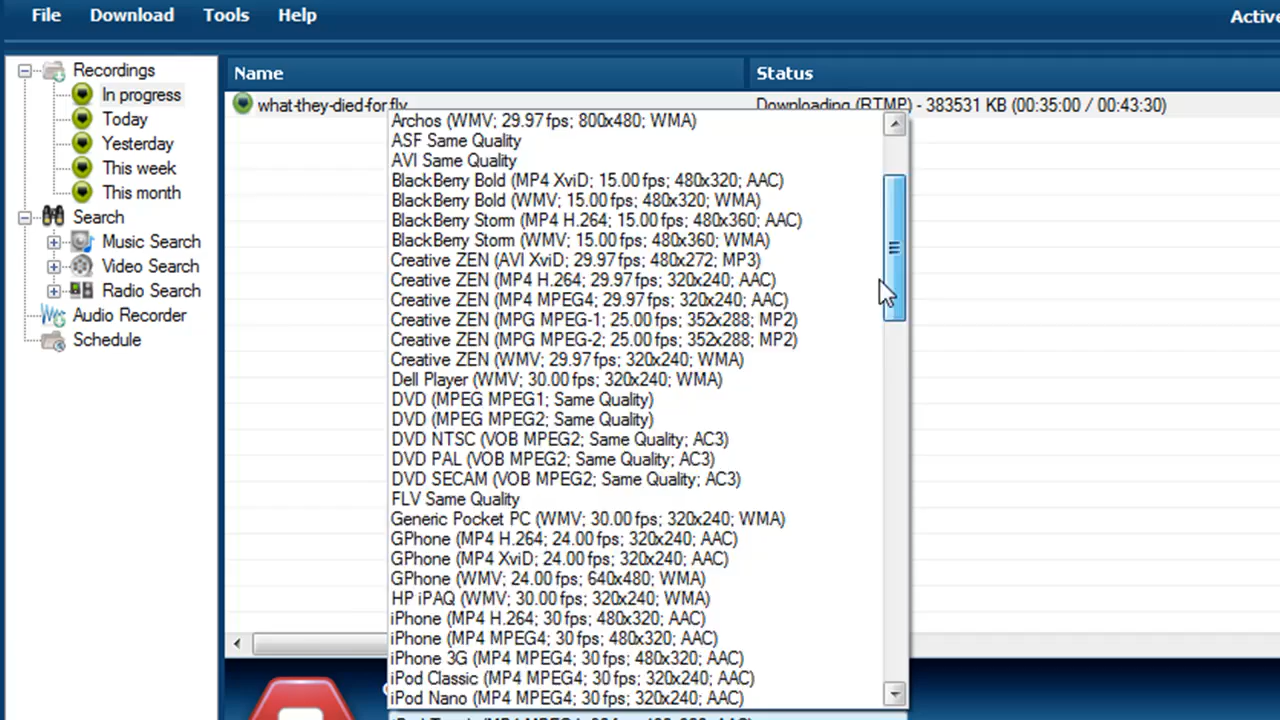 File Download Tools Help Active
Name Status
Recordings
In progress
Today
Yesterday
This week
This month
Search
Music Search
Video Search
Radio Search
Audio Recorder
Schedule
what-they-died-for.flv Downloading (RTMP) - 383531 KB (00:35:00 / 00:43:30)
Archos (WMV; 29.97 fps; 800x480; WMA)
ASF Same Quality
AVI Same Quality
BlackBerry Bold (MP4 XviD; 15.00 fps; 480x320; AAC)
BlackBerry Bold (WMV; 15.00 fps; 480x320; WMA)
BlackBerry Storm (MP4 H.264; 15.00 fps; 480x360; AAC)
BlackBerry Storm (WMV; 15.00 fps; 480x360; WMA)
Creative ZEN (AVI XviD; 29.97 fps; 480x272; MP3)
Creative ZEN (MP4 H.264; 29.97 fps; 320x240; AAC)
Creative ZEN (MP4 MPEG4; 29.97 fps; 320x240; AAC)
Creative ZEN (MPG MPEG-1; 25.00 fps; 352x288; MP2)
Creative ZEN (MPG MPEG-2; 25.00 fps; 352x288; MP2)
Creative ZEN (WMV; 29.97 fps; 320x240; WMA)
Dell Player (WMV; 30.00 fps; 320x240; WMA)
DVD (MPEG MPEG1; Same Quality)
DVD (MPEG MPEG2; Same Quality)
DVD NTSC (VOB MPEG2; Same Quality; AC3)
DVD PAL (VOB MPEG2; Same Quality; AC3)
DVD SECAM (VOB MPEG2; Same Quality; AC3)
FLV Same Quality
Generic Pocket PC (WMV; 30.00 fps; 320x240; WMA)
GPhone (MP4 H.264; 24.00 fps; 320x240; AAC)
GPhone (MP4 XviD; 24.00 fps; 320x240; AAC)
GPhone (WMV; 24.00 fps; 640x480; WMA)
HP iPAQ (WMV; 30.00 fps; 320x240; WMA)
iPhone (MP4 H.264; 30 fps; 480x320; AAC)
iPhone (MP4 MPEG4; 30 fps; 480x320; AAC)
iPhone 3G (MP4 MPEG4; 30 fps; 480x320; AAC)
iPod Classic (MP4 MPEG4; 30 fps; 320x240; AAC)
iPod Nano (MP4 MPEG4; 30 fps; 320x240; AAC)